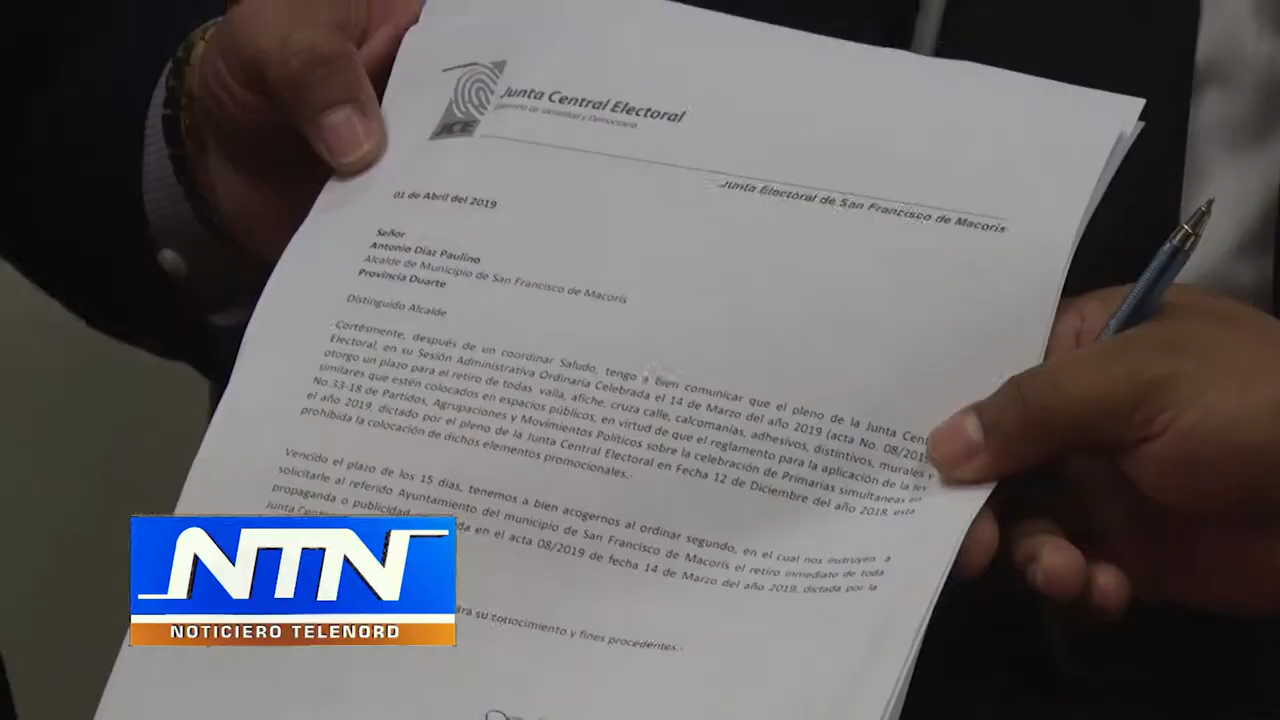 JCE
Junta Central Electoral
Garantía de Identidad y Democracia
Junta Electoral de San Francisco de Macorís
01 de Abril del 2019
Señor
Antonio Díaz Paulino
Alcalde de Municipio de San Francisco de Macorís
Provincia Duarte
Distinguido Alcalde
Cortésmente, después de un coordinar Saludo, tengo a bien comunicar que el pleno de la Junta Cent
Electoral, en su Sesión Administrativa Ordinaria Celebrada el 14 de Marzo del año 2019 (acta No. 08/2019
otorgo un plazo para el retiro de todas valla, afiche, cruza calle, calcomanías, adhesivos, distintivos, murales y
similares que estén colocados en espacios públicos, en virtud de que el reglamento para la aplicación de la ley
No.33-18 de Partidos, Agrupaciones y Movimientos Políticos sobre la celebración de Primarias simultaneas en
el año 2019, dictado por el pleno de la Junta Central Electoral en Fecha 12 de Diciembre del año 2018, esta
prohibida la colocación de dichos elementos promocionales.-
Vencido el plazo de los 15 días, tenemos a bien acogernos al ordinar segundo, en el cual nos instruyen a
solicitarle al referido Ayuntamiento del municipio de San Francisco de Macorís el retiro inmediato de toda
propaganda o publicidad da en el acta 08/2019 de fecha 14 de Marzo del año 2019, dictada por la
Junta Centr
ara su conocimiento y fines procedentes.-
NTN
NOTICIERO TELENORD